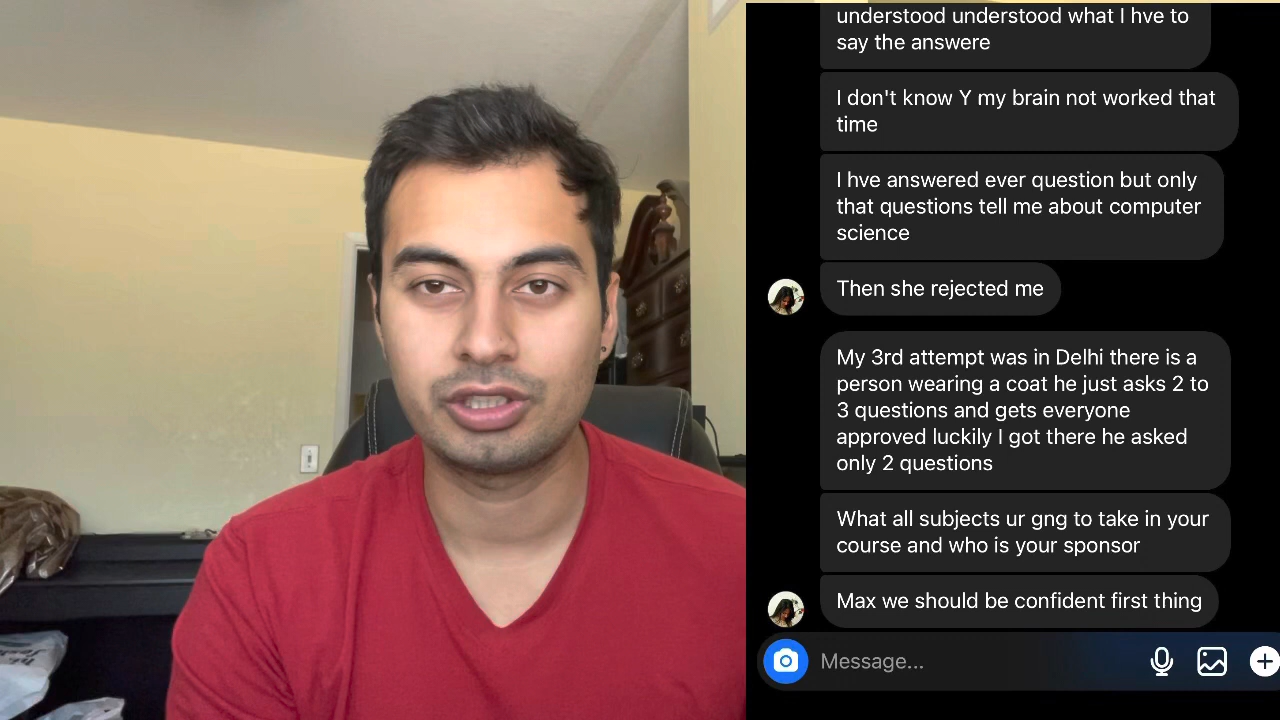 understood understood what I hve to
say the answere
I don't know Y my brain not worked that
time
I hve answered ever question but only
that questions tell me about computer
science
Then she rejected me
My 3rd attempt was in Delhi there is a
person wearing a coat he just asks 2 to
3 questions and gets everyone
approved luckily I got there he asked
only 2 questions
What all subjects ur gng to take in your
course and who is your sponsor
Max we should be confident first thing
Message...